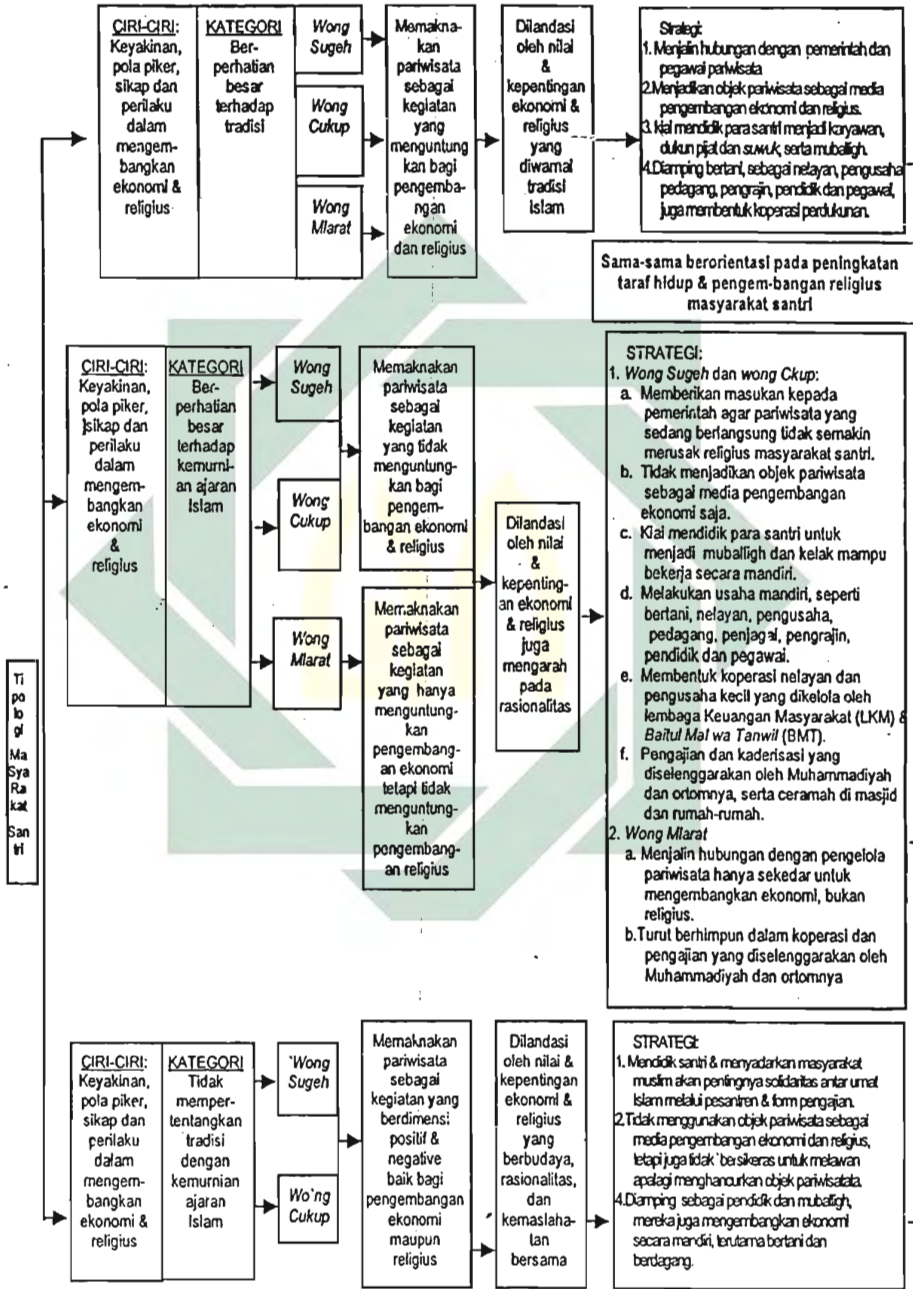 CIRI-CIRI:
Keyakinan,
pola piker,
sikap dan
perilaku
dalam
mengem-
bangkan
ekonomi &
religius
KATEGORI
Ber-
perhatian
besar
terhadap
tradisi
Wong
Sugeh
Wong
Cukup
Wong
Mlarat
Memakna-
kan
pariwisata
sebagai
kegiatan
yang
menguntung
kan bagi
pengemba-
ngan
ekonomi
dan religius
Dilandasi
oleh nilai
&
kepentingan
ekonomi &
religius
yang
diwarnai
tradisi
Islam
Strategi:
1. Menjalin hubungan dengan pemerintah dan
pegawai pariwisata
2.Menjadikan objek pariwisata sebagai media
pengembangan ekonomi dan religius.
3. kiai mendidik para santri menjadi karyawan,
dukun pijat dan suwuk, serta muballigh.
4.Diamping bertani, sebagai nelayan, pengusaha
pedagang, pengrajin, pendidik dan pegawai,
juga membentuk koperasi perdukunan.
Sama-sama berorientasi pada peningkatan
taraf hidup & pengem-bangan religius
masyarakat santri
CIRI-CIRI:
Keyakinan,
pola piker,
sikap dan
perilaku
dalam
mengem-
bangkan
ekonomi
&
religius
KATEGORI
Ber-
perhatian
besar
terhadap
kemurni-
an ajaran
Islam
Wong
Sugeh
Wong
Cukup
Wong
Mlarat
Memaknakan
pariwisata
sebagai
kegiatan
yang tidak
menguntung-
kan bagi
pengem-
bangan ekonomi
& religius
Memaknakan
pariwisata
sebagai
kegiatan
yang hanya
menguntung-
kan
pengembang-
an ekonomi
tetapi tidak
menguntung-
kan
pengembang-
an religius
Dilandasi
oleh nilai
&
kepenting-
an ekonomi
& religius
juga
mengarah
pada
rasionalitas
STRATEGI:
1. Wong Sugeh dan wong Ckup:
a. Memberikan masukan kepada
pemerintah agar pariwisata yang
sedang berlangsung tidak semakin
merusak religius masyarakat santri.
b. Tidak menjadikan objek pariwisata
sebagai media pengembangan
ekonomi saja.
c. Kiai mendidik para santri untuk
menjadi muballigh dan kelak mampu
bekerja secara mandiri.
d. Melakukan usaha mandiri, seperti
bertani, nelayan, pengusaha,
pedagang, penjagal, pengrajin,
pendidik dan pegawai.
e. Membentuk koperasi nelayan dan
pengusaha kecil yang dikelola oleh
lembaga Keuangan Masyarakat (LKM) &
Baitul Mal wa Tanwil (BMT).
f. Pengajian dan kaderisasi yang
diselenggarakan oleh Muhammadiyah
dan ortomnya, serta ceramah di masjid
dan rumah-rumah.
2. Wong Mlarat
a. Menjalin hubungan dengan pengelola
pariwisata hanya sekedar untuk
mengembangkan ekonomi, bukan
religius.
b.Turut berhimpun dalam koperasi dan
pengajian yang diselenggarakan oleh
Muhammadiyah dan ortomnya
Ti
po
lo
gi
Ma
Sya
Ra
kat
San
tri
CIRI-CIRI:
Keyakinan,
pola piker,
sikap dan
perilaku
dalam
mengem-
bangkan
ekonomi &
religius
KATEGORI
Tidak
memper-
tentangkan
tradisi
dengan
kemurnian
ajaran
Islam
Wong
Sugeh
Wong
Cukup
Memaknakan
pariwisata
sebagai
kegiatan yang
berdimensi
positif &
negative
baik bagi
pengembangan
ekonomi
maupun
religius
Dilandasi
oleh nilai &
kepentingan
ekonomi &
religius
yang
berbudaya,
rasionalitas,
dan
kemaslaha-
tan
bersama
STRATEGI:
1. Mendidik santri & menyadarkan masyarakat
muslim akan pentingnya solidaritas antar umat
Islam melalui pesantren & form pengajian.
2.Tidak menggunakan objek pariwisata sebagai
media pengembangan ekonomi dan religius,
tetapi juga tidak bersikeras untuk melawan
apalagi menghancurkan objek pariwisatata.
4. Diamping sebagai pendidik dan mubaligh,
mereka juga mengembangkan ekonomi
secara mandiri, terutama bertani dan
berdagang.